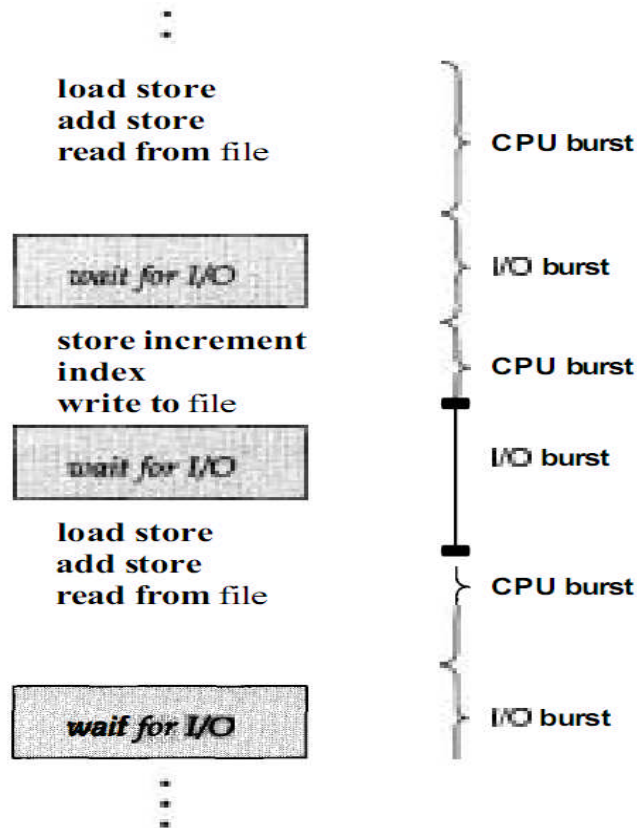 load store
add store
read from file
CPU burst
wait for I/O
I/O burst
store increment
index
write to file
CPU burst
wait for I/O
I/O burst
load store
add store
read from file
CPU burst
waif for I/O
I/O burst